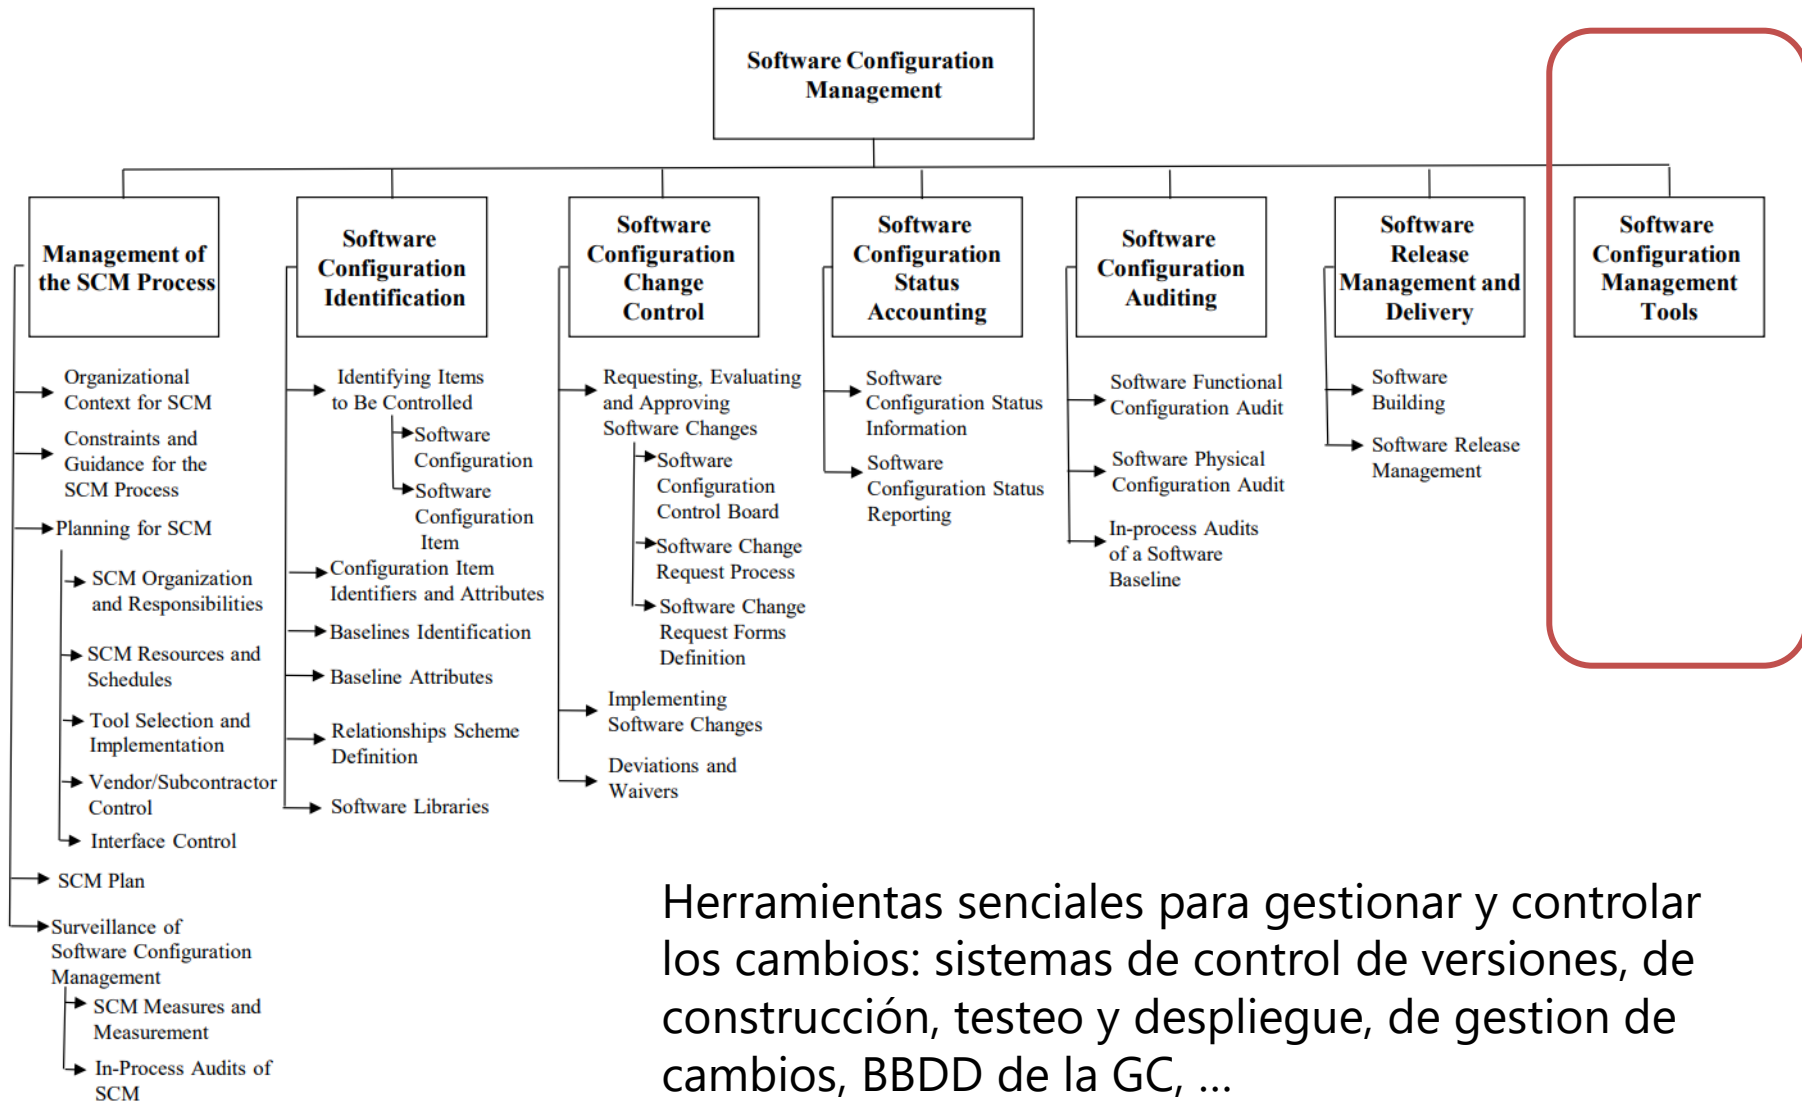 Software Configuration
Management
Management of
the SCM Process
Organizational
Context for SCM
Constraints and
Guidance for the
SCM Process
Planning for SCM
SCM Organization
and Responsibilities
SCM Resources and
Schedules
Tool Selection and
Implementation
Vendor/Subcontractor
Control
Interface Control
SCM Plan
Surveillance of
Software Configuration
Management
SCM Measures and
Measurement
In-Process Audits of
SCM
Software
Configuration
Identification
Identifying Items
to Be Controlled
Software
Configuration
Software
Configuration
Item
Configuration Item
Identifiers and Attributes
Baselines Identification
Baseline Attributes
Relationships Scheme
Definition
Software Libraries
Software
Configuration
Change
Control
Requesting, Evaluating
and Approving
Software Changes
Software
Configuration
Control Board
Software Change
Request Process
Software Change
Request Forms
Definition
Implementing
Software Changes
Deviations and
Waivers
Software
Configuration
Status
Accounting
Software
Configuration Status
Information
Software
Configuration Status
Reporting
Software
Configuration
Auditing
Software Functional
Configuration Audit
Software Physical
Configuration Audit
In-process Audits
of a Software
Baseline
Software
Release
Management and
Delivery
Software
Building
Software Release
Management
Software
Configuration
Management
Tools
Herramientas senciales para gestionar y controlar
los cambios: sistemas de control de versiones, de
construcción, testeo y despliegue, de gestion de
cambios, BBDD de la GC, ...